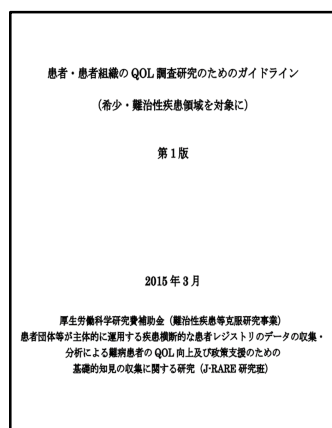 患者・患者組織の QOL 調査研究のためのガイドライン
（希少・難治性疾患領域を対象に）
第 1 版
2015 年 3 月
厚生労働科学研究費補助金（難治性疾患等克服研究事業）
患者団体等が主体的に運用する疾患横断的な患者レジストリのデータの収集・
分析による難病患者の QOL 向上及び政策支援のための
基礎的知見の収集に関する研究（J-RARE 研究班）